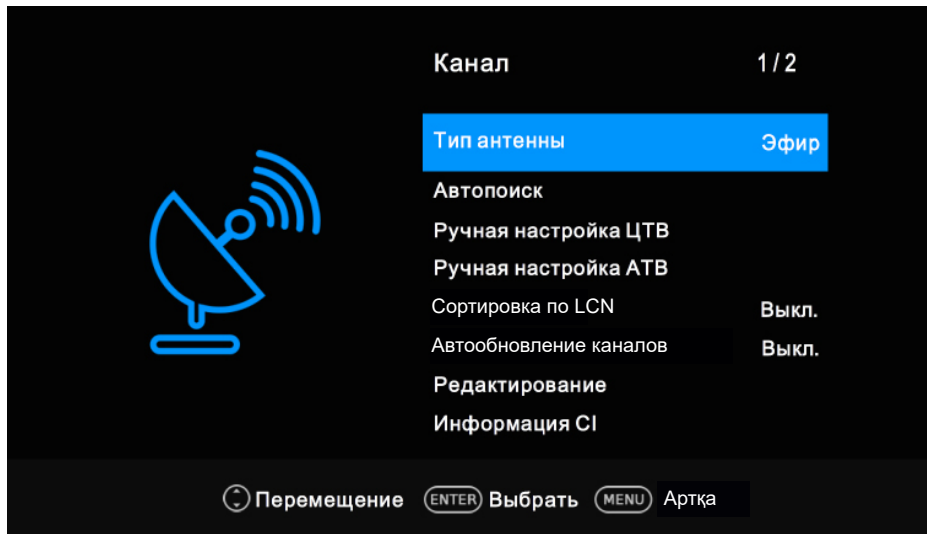 Канал 1/2
Тип антенны Эфир
Автопоиск
Ручная настройка ЦТВ
Ручная настройка АТВ
Сортировка по LCN Выкл.
Автообновление каналов Выкл.
Редактирование
Информация CI
Перемещение ENTER Выбрать MENU Артқа